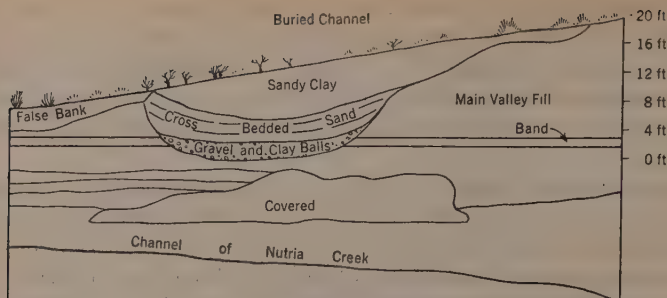 Buried Channel
20 ft
16 ft
Sandy Clay
12 ft
Main Valley Fill
8 ft
False Bank
Cross Bedded Sand
Band
4 ft
Gravel and Clay Balls
0 ft
Covered
Channel of Nutria Creek